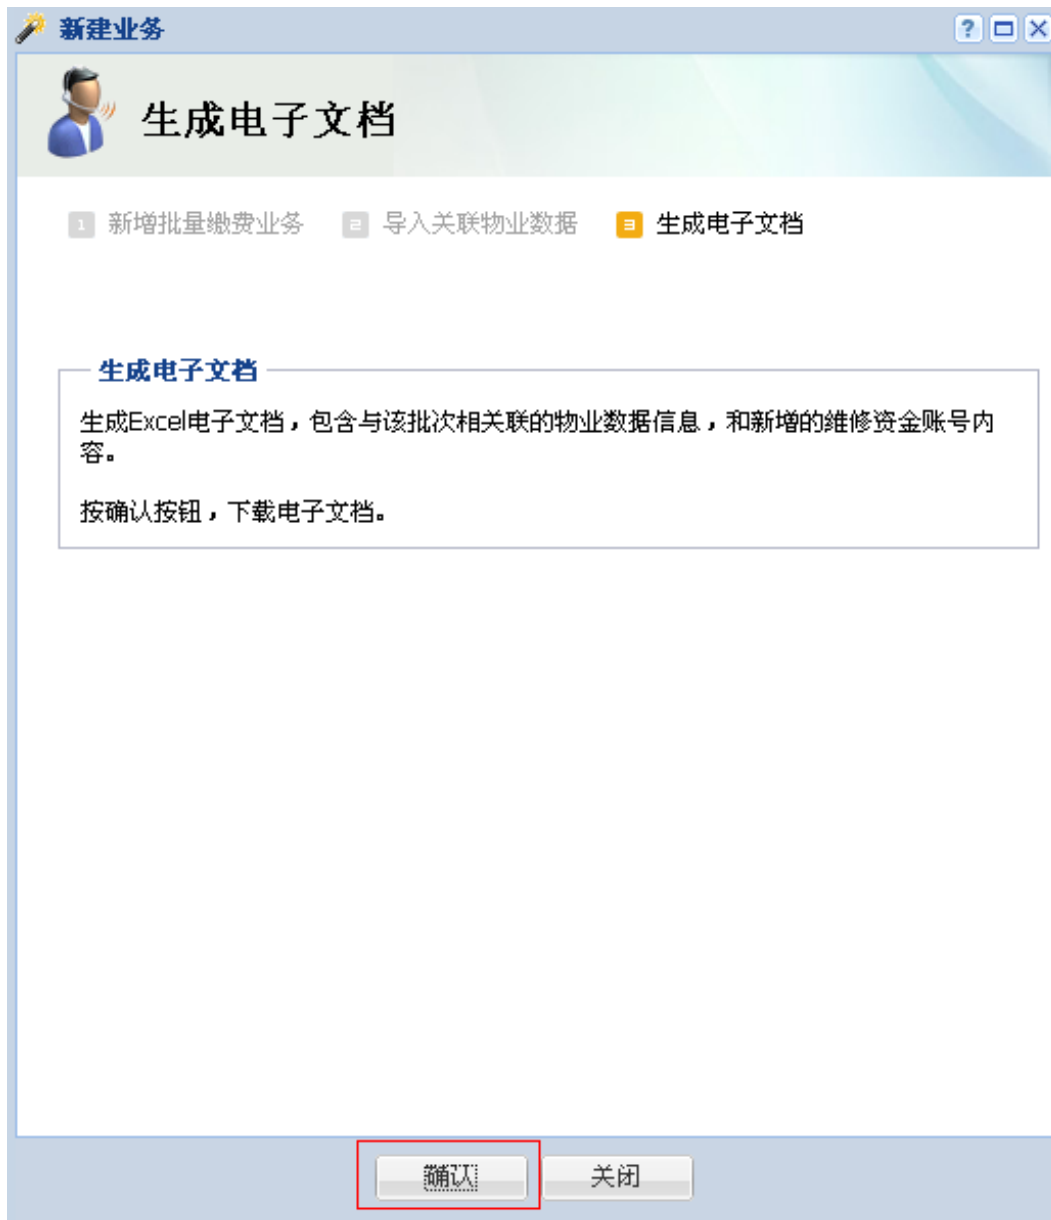 新建业务
生成电子文档
1 新增批量缴费业务 2 导入关联物业数据 3 生成电子文档
生成电子文档
生成Excel电子文档，包含与该批次相关联的物业数据信息，和新增的维修资金账号内
容。
按确认按钮，下载电子文档。
确认 关闭